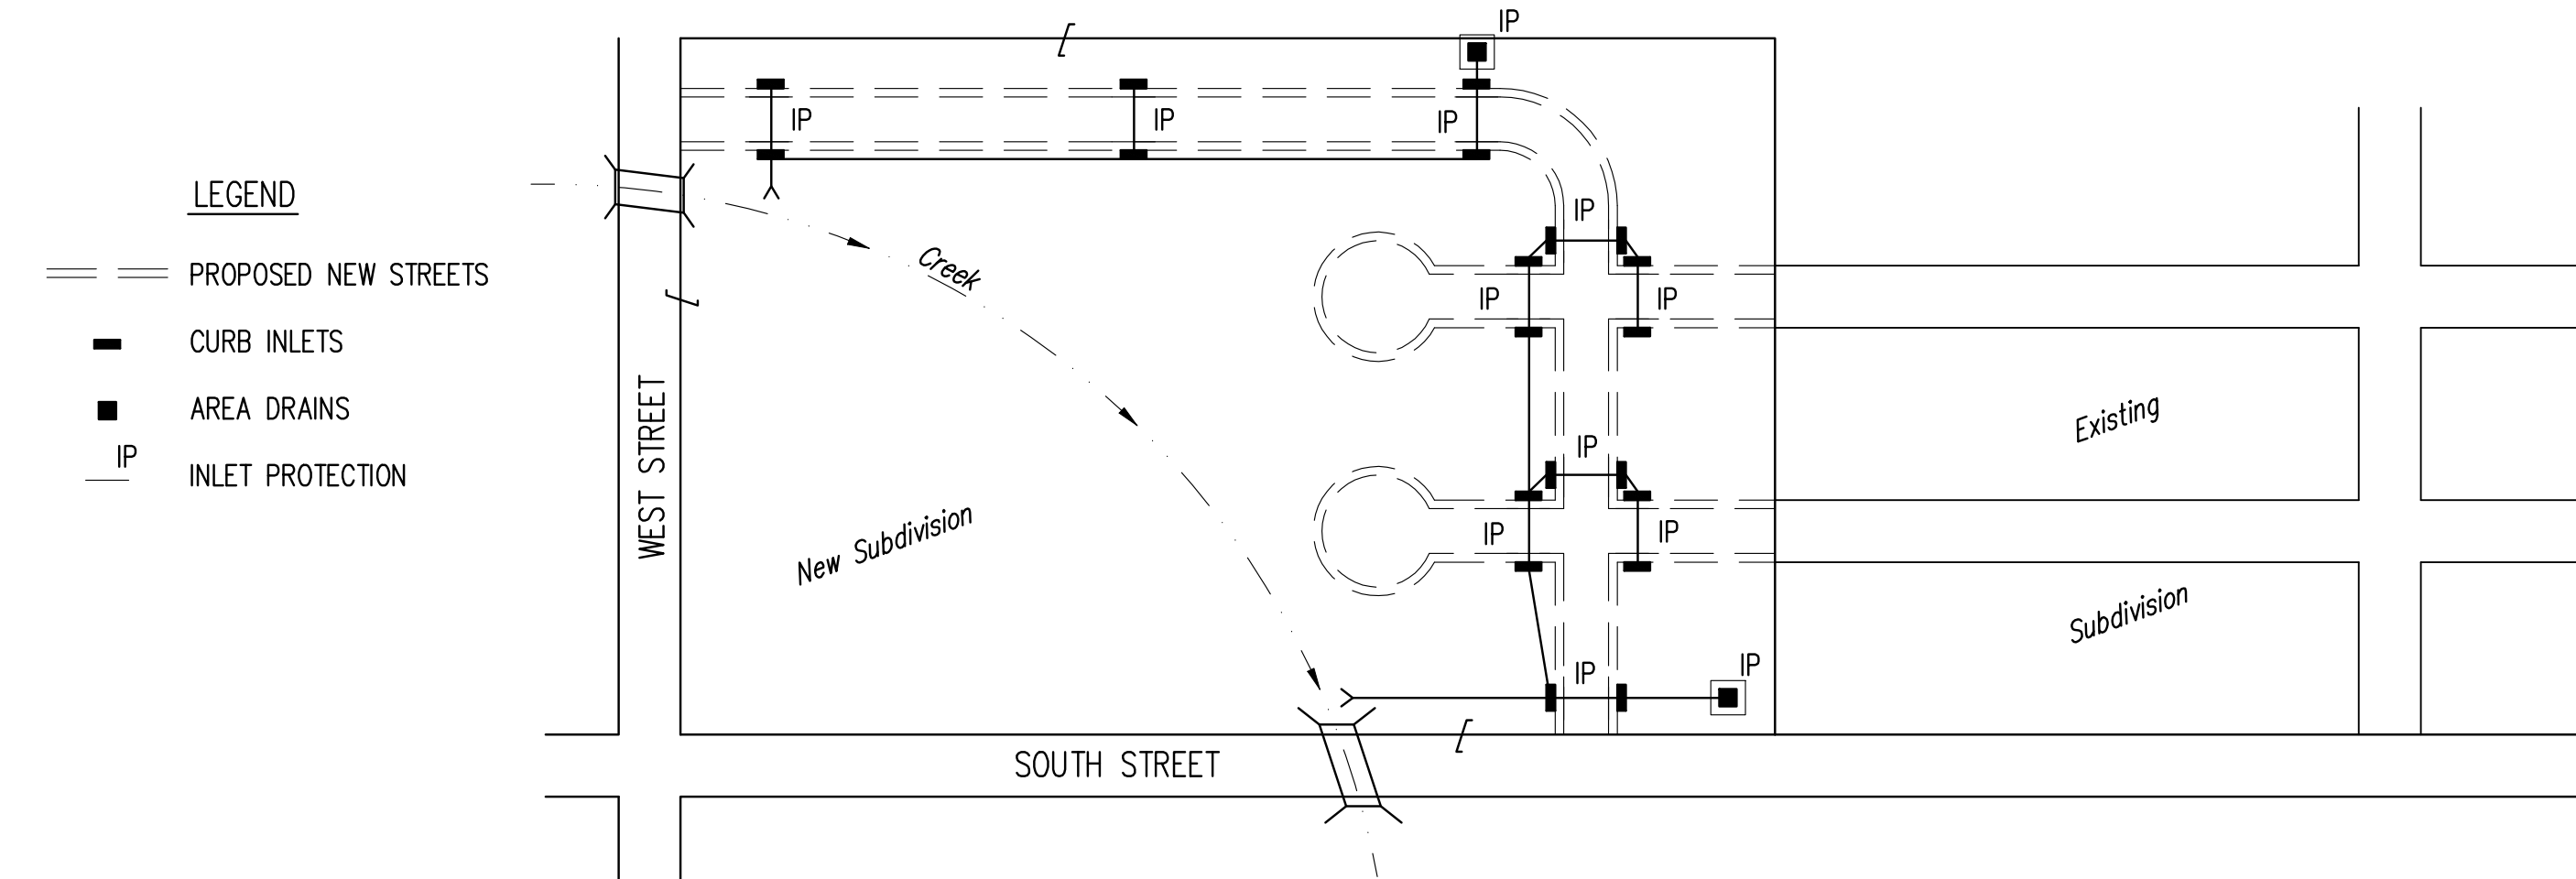 LEGEND
PROPOSED NEW STREETS
CURB INLETS
AREA DRAINS
IP
INLET PROTECTION
WEST STREET
SOUTH STREET
Creek
New Subdivision
Existing
Subdivision
IP
IP
IP
IP
IP
IP
IP
IP
IP
IP
IP
IP